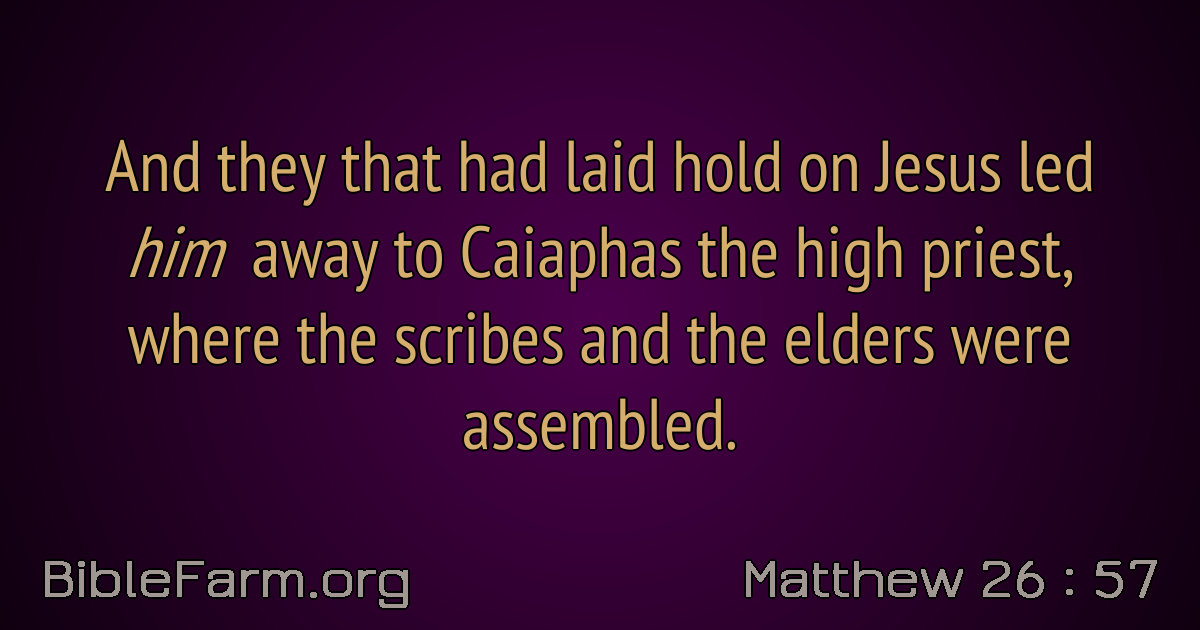 And they that had laid hold on Jesus led
him away to Caiaphas the high priest,
where the scribes and the elders were
assembled.
BibleFarm.org
Matthew 26 : 57